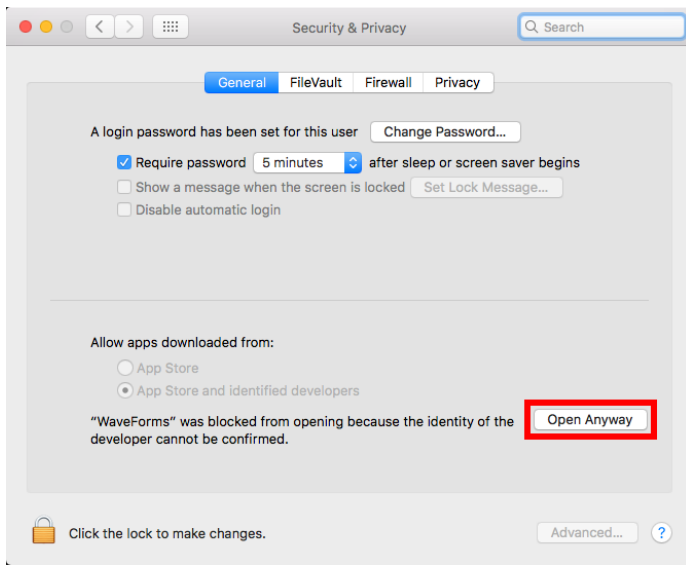 Security & Privacy
Search
General FileVault Firewall Privacy
A login password has been set for this user Change Password...
Require password 5 minutes after sleep or screen saver begins
Show a message when the screen is locked Set Lock Message...
Disable automatic login
Allow apps downloaded from:
App Store
App Store and identified developers
“WaveForms” was blocked from opening because the identity of the
developer cannot be confirmed.
Open Anyway
Click the lock to make changes.
Advanced... ?